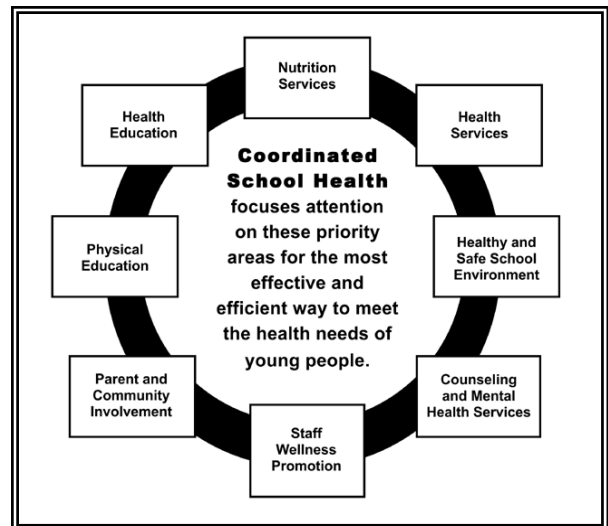 Nutrition
Services
Health
Education
Health
Services
Coordinated
School Health
focuses attention
on these priority
areas for the most
effective and
efficient way to meet
the health needs of
young people.
Physical
Education
Healthy and
Safe School
Environment
Parent and
Community
Involvement
Counseling
and Mental
Health Services
Staff
Wellness
Promotion